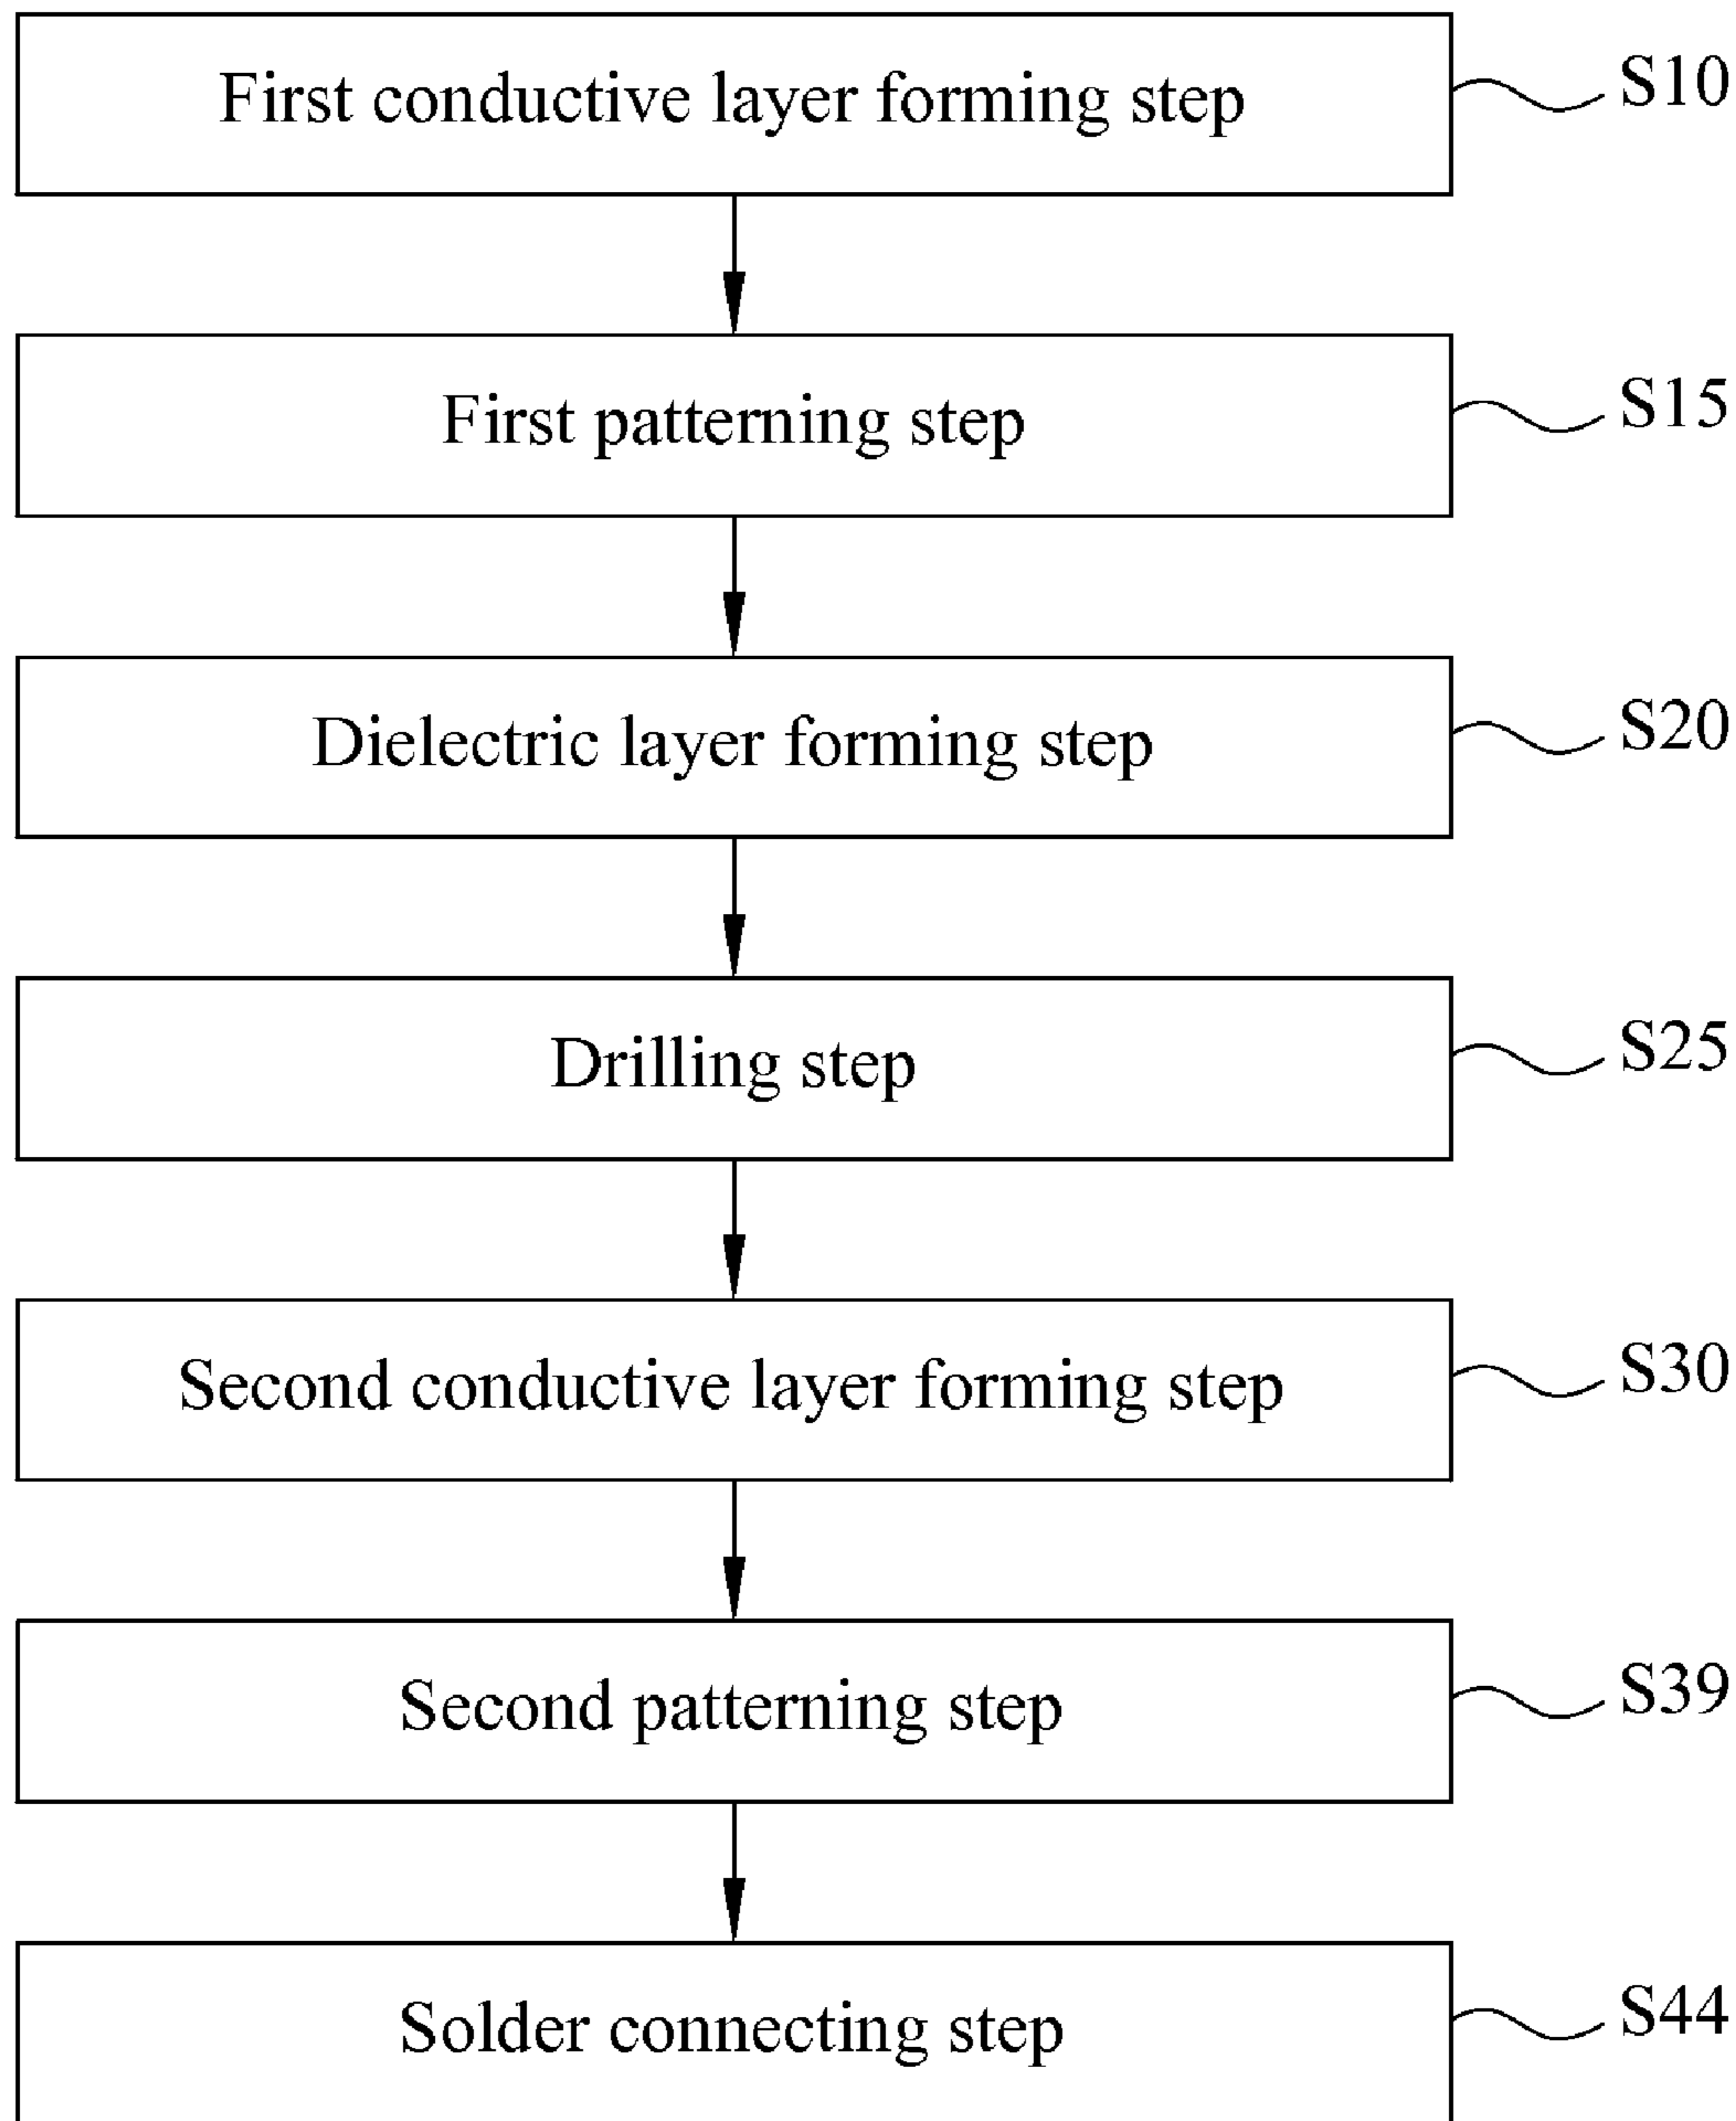 First conductive layer forming step S10
First patterning step S15
Dielectric layer forming step S20
Drilling step S25
Second conductive layer forming step S30
Second patterning step S39
Solder connecting step S44